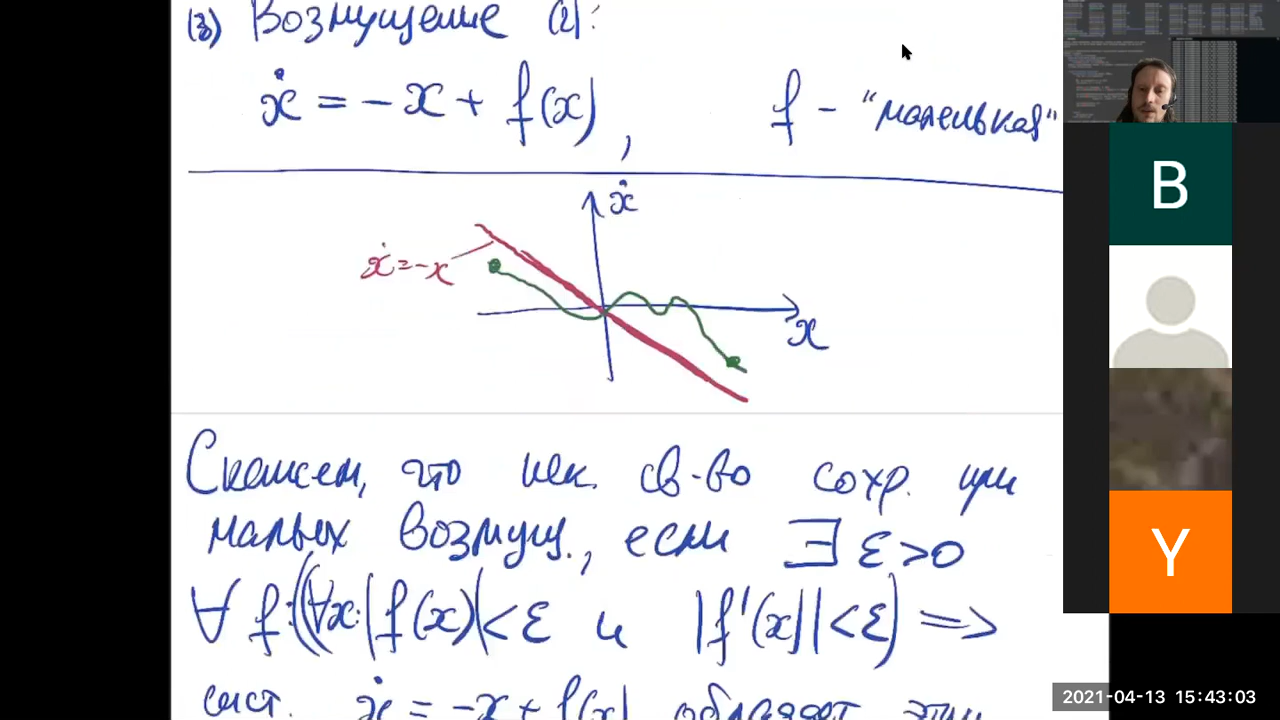 (3) Возмущение (2):
ẋ = -x + f(x), f - "маленькая"
ẋ
ẋ=-x
x
Скажем, что нек. св-во сохр. при
малых возмущ., если ∃ ε>0
∀ f:((∀x:|f(x)|<ε и |f'(x)|<ε) =>
сист. ẋ = -x + f(x) обладает этим
B
Y
2021-04-13 15:43:03